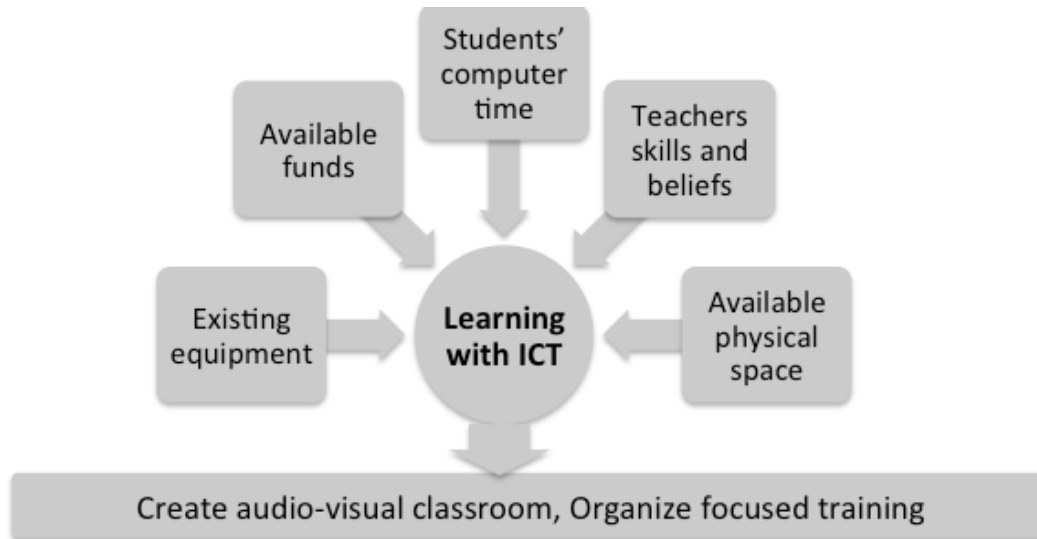 Students’
computer
time
Available
funds
Teachers
skills and
beliefs
Existing
equipment
Learning
with ICT
Available
physical
space
Create audio-visual classroom, Organize focused training